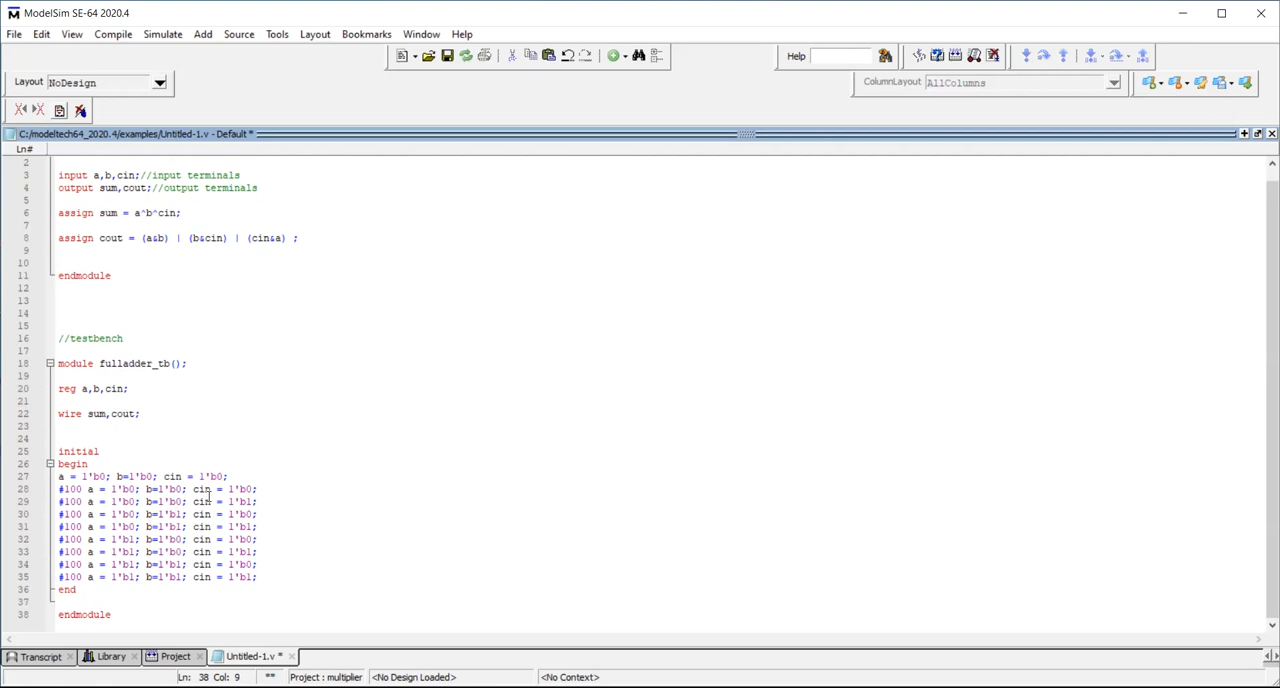 ModelSim SE-64 2020.4
File Edit View Compile Simulate Add Source Tools Layout Bookmarks Window Help
Help
Layout NoDesign
ColumnLayout AllColumns
C:/modeltech64_2020.4/examples/Untitled-1.v - Default *
Ln#
2
3 input a,b,cin;//input terminals
4 output sum,cout;//output terminals
5
6 assign sum = a^b^cin;
7
8 assign cout = (a&b) | (b&cin) | (cin&a) ;
9
10
11 endmodule
12
13
14
15
16 //testbench
17
18 module fulladder_tb();
19
20 reg a,b,cin;
21
22 wire sum,cout;
23
24
25 initial
26 begin
27 a = 1'b0; b=1'b0; cin = 1'b0;
28 #100 a = 1'b0; b=1'b0; cin = 1'b0;
29 #100 a = 1'b0; b=1'b0; cin = 1'b1;
30 #100 a = 1'b0; b=1'b1; cin = 1'b0;
31 #100 a = 1'b0; b=1'b1; cin = 1'b1;
32 #100 a = 1'b1; b=1'b0; cin = 1'b0;
33 #100 a = 1'b1; b=1'b0; cin = 1'b1;
34 #100 a = 1'b1; b=1'b1; cin = 1'b0;
35 #100 a = 1'b1; b=1'b1; cin = 1'b1;
36 end
37
38 endmodule
Transcript Library Project Untitled-1.v *
Ln: 38 Col: 9 ** Project : multiplier <No Design Loaded> <No Context>